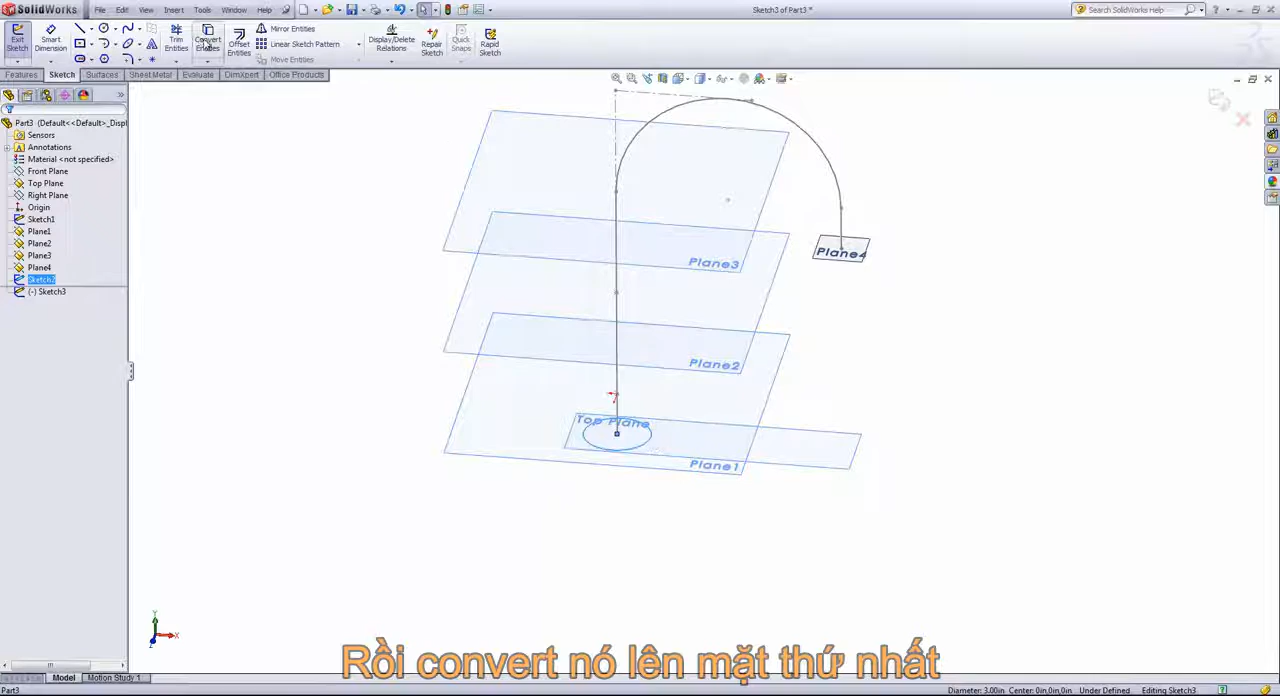 SolidWorks
File Edit View Insert Tools Window Help
Sketch3 of Part3 *
Search SolidWorks Help
Exit Sketch
Smart Dimension
Trim Entities
Convert Entities
Offset Entities
Mirror Entities
Linear Sketch Pattern
Move Entities
Display/Delete Relations
Repair Sketch
Quick Snaps
Rapid Sketch
Features Sketch Surfaces Sheet Metal Evaluate DimXpert Office Products
Part3 (Default<<Default>_Displ
Sensors
Annotations
Material <not specified>
Front Plane
Top Plane
Right Plane
Origin
Sketch1
Plane1
Plane2
Plane3
Plane4
Sketch2
(-) Sketch3
Plane3
Plane4
Plane2
Top Plane
Plane1
Y
X
Z
Rồi convert nó lên mặt thứ nhất
Model Motion Study 1
Part3
Diameter: 3.00in Center: 0in,0in,0in Under Defined Editing Sketch3